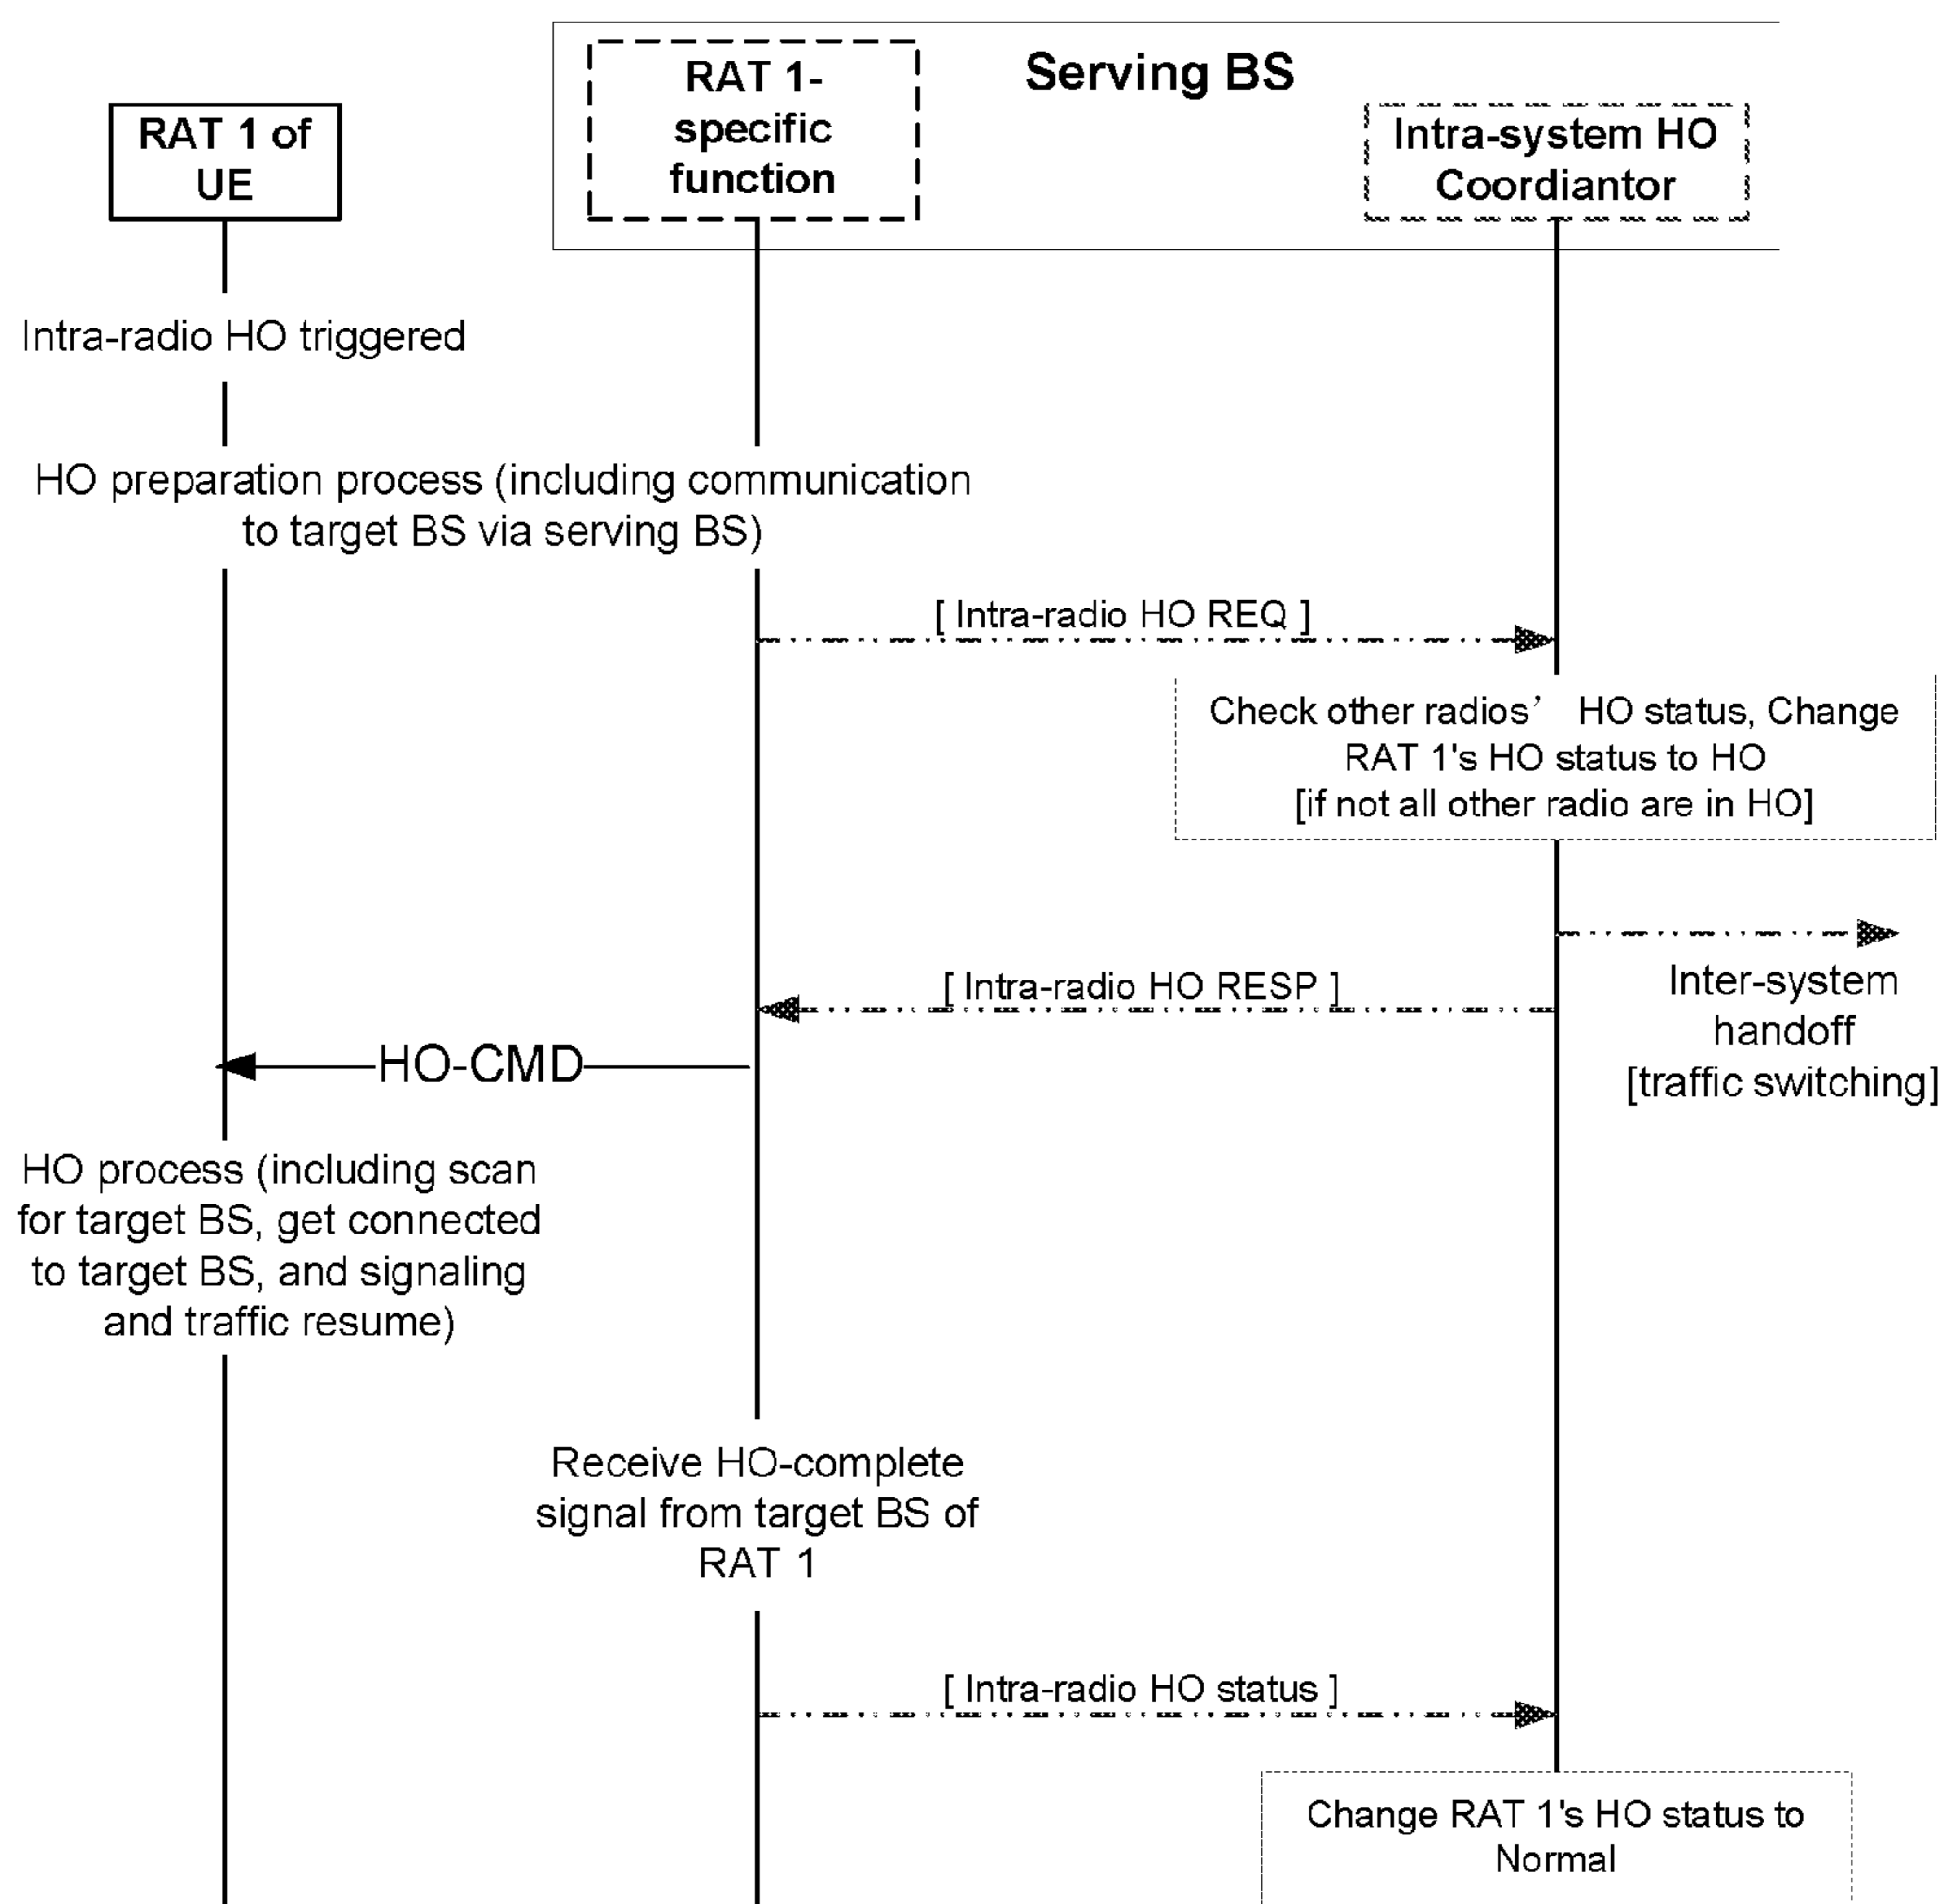 Serving BS
RAT 1 of
UE
RAT 1-
specific
function
Intra-system HO
Coordiantor
Intra-radio HO triggered
HO preparation process (including communication
to target BS via serving BS)
[ Intra-radio HO REQ ]
Check other radios’ HO status, Change
RAT 1's HO status to HO
[if not all other radio are in HO]
Inter-system
handoff
[traffic switching]
[ Intra-radio HO RESP ]
HO-CMD
HO process (including scan
for target BS, get connected
to target BS, and signaling
and traffic resume)
Receive HO-complete
signal from target BS of
RAT 1
[ Intra-radio HO status ]
Change RAT 1's HO status to
Normal